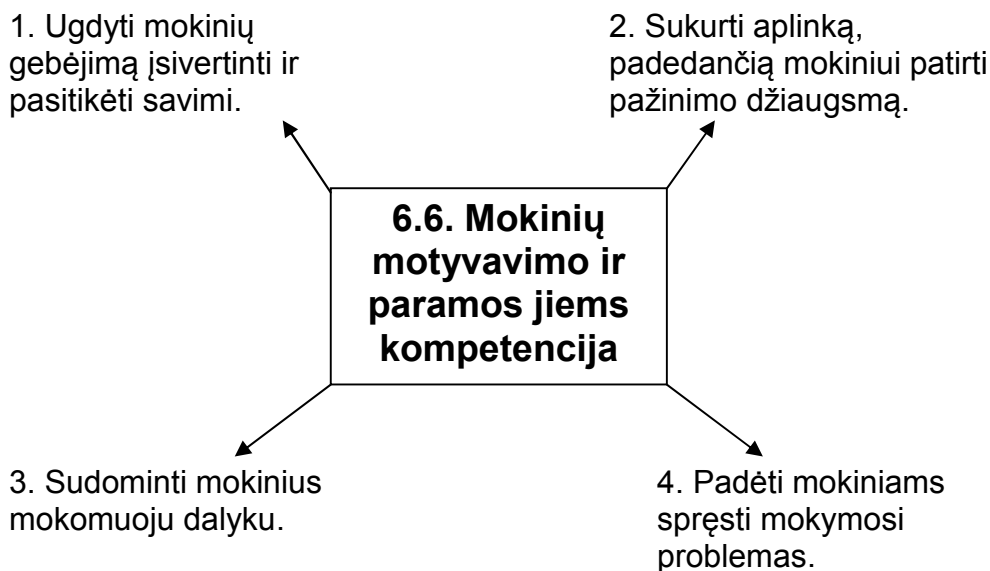 1. Ugdyti mokinių
gebėjimą įsivertinti ir
pasitikėti savimi.
2. Sukurti aplinką,
padedančią mokiniui patirti
pažinimo džiaugsmą.
6.6. Mokinių
motyvavimo ir
paramos jiems
kompetencija
3. Sudominti mokinius
mokomuoju dalyku.
4. Padėti mokiniams
spręsti mokymosi
problemas.